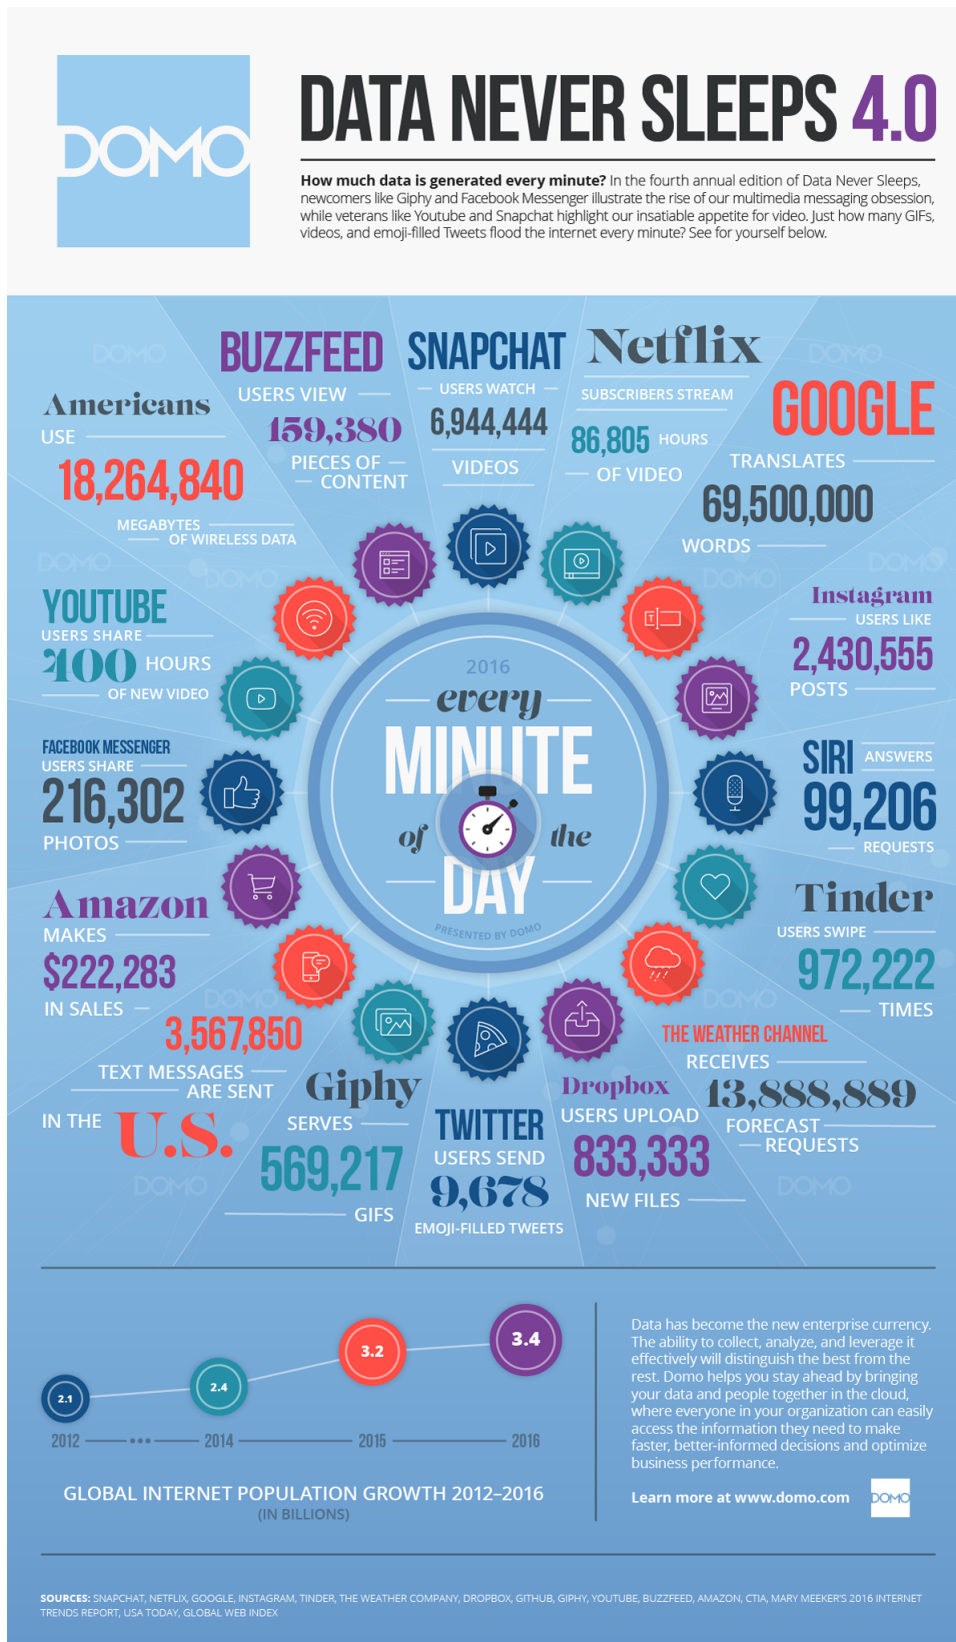 DOMO
DATA NEVER SLEEPS 4.0
How much data is generated every minute? In the fourth annual edition of Data Never Sleeps,
newcomers like Giphy and Facebook Messenger illustrate the rise of our multimedia messaging obsession,
while veterans like Youtube and Snapchat highlight our insatiable appetite for video. Just how many GIFs,
videos, and emoji-filled Tweets flood the internet every minute? See for yourself below.
Americans
USE
18,264,840
MEGABYTES
OF WIRELESS DATA
BUZZFEED
USERS VIEW
159,380
PIECES OF
CONTENT
SNAPCHAT
USERS WATCH
6,944,444
VIDEOS
Netflix
SUBSCRIBERS STREAM
86,805 HOURS
OF VIDEO
GOOGLE
TRANSLATES
69,500,000
WORDS
YOUTUBE
USERS SHARE
400 HOURS
OF NEW VIDEO
Instagram
USERS LIKE
2,430,555
POSTS
FACEBOOK MESSENGER
USERS SHARE
216,302
PHOTOS
SIRI ANSWERS
99,206
REQUESTS
2016
every
MINUTE
of the
DAY
PRESENTED BY DOMO
Amazon
MAKES
$222,283
IN SALES
Tinder
USERS SWIPE
972,222
TIMES
3,567,850
TEXT MESSAGES
ARE SENT
IN THE U.S.
Giphy
SERVES
569,217
GIFS
TWITTER
USERS SEND
9,678
EMOJI-FILLED TWEETS
Dropbox
USERS UPLOAD
833,333
NEW FILES
THE WEATHER CHANNEL
RECEIVES
13,888,889
FORECAST
REQUESTS
DOMO
DOMO
DOMO
DOMO
DOMO
DOMO
DOMO
DOMO
DOMO
DOMO
2.1
2.4
3.2
3.4
2012 2014 2015 2016
GLOBAL INTERNET POPULATION GROWTH 2012–2016
(IN BILLIONS)
Data has become the new enterprise currency.
The ability to collect, analyze, and leverage it
effectively will distinguish the best from the
rest. Domo helps you stay ahead by bringing
your data and people together in the cloud,
where everyone in your organization can easily
access the information they need to make
faster, better-informed decisions and optimize
business performance.
Learn more at www.domo.com
DOMO
SOURCES: SNAPCHAT, NETFLIX, GOOGLE, INSTAGRAM, TINDER, THE WEATHER COMPANY, DROPBOX, GITHUB, GIPHY, YOUTUBE, BUZZFEED, AMAZON, CTIA, MARY MEEKER'S 2016 INTERNET
TRENDS REPORT, USA TODAY, GLOBAL WEB INDEX